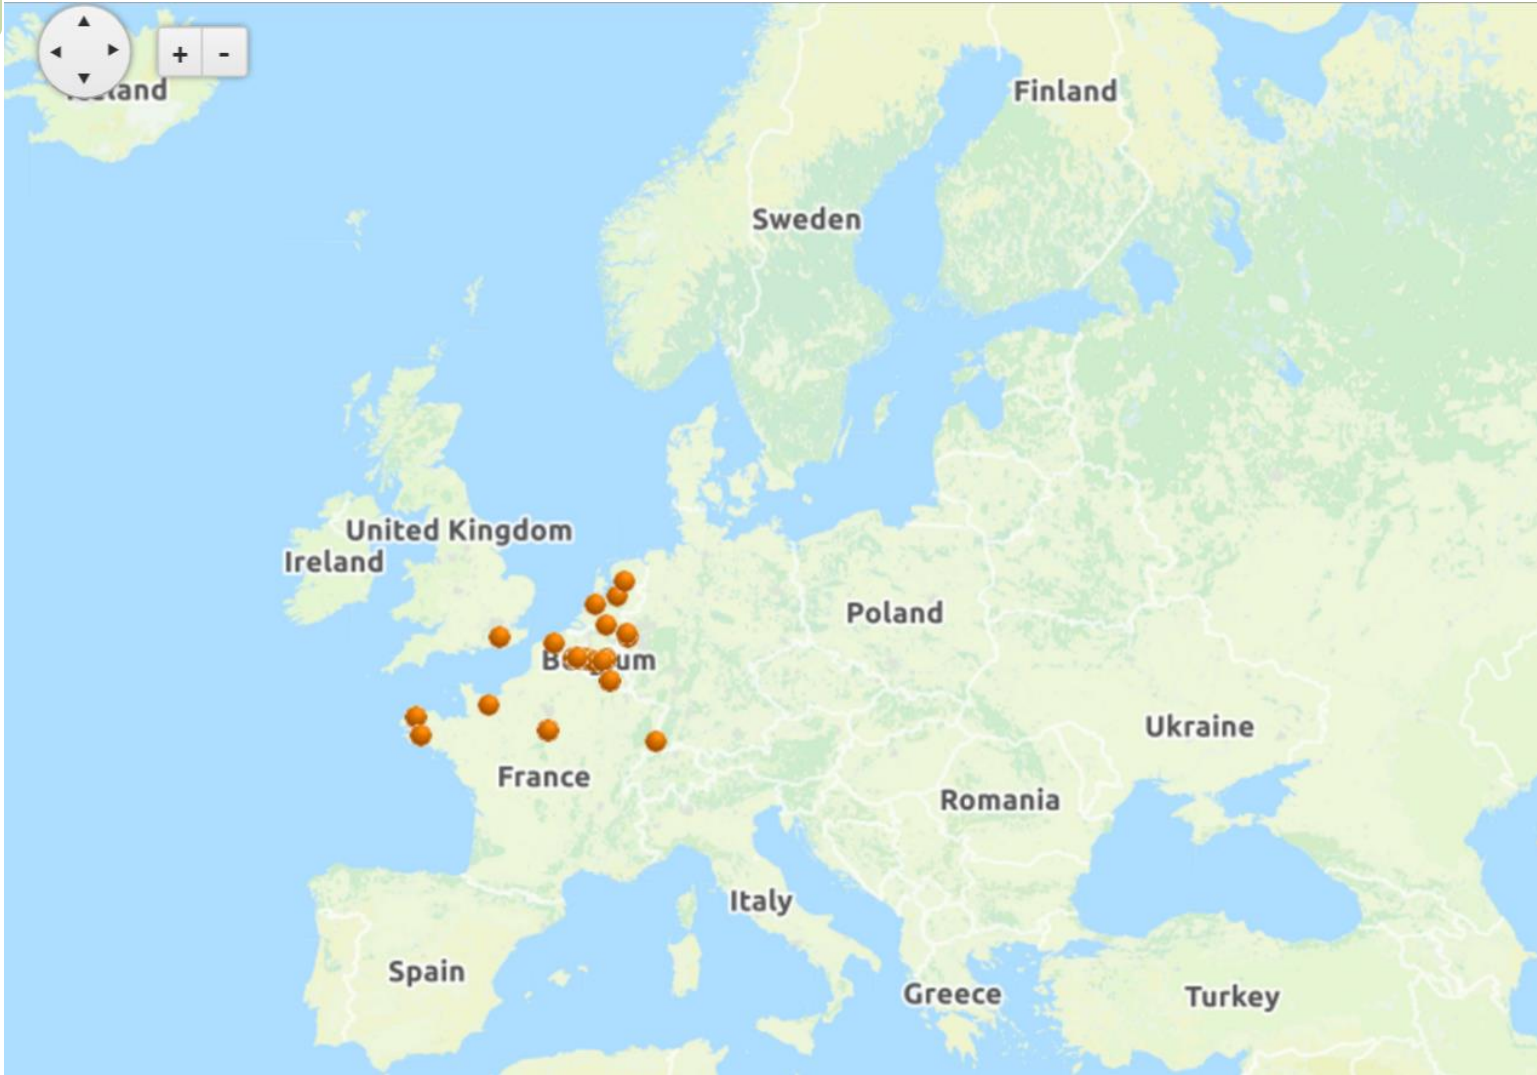 + -
Finland
Sweden
United Kingdom
Ireland
Poland
Ukraine
France
Romania
Italy
Spain
Greece
Turkey